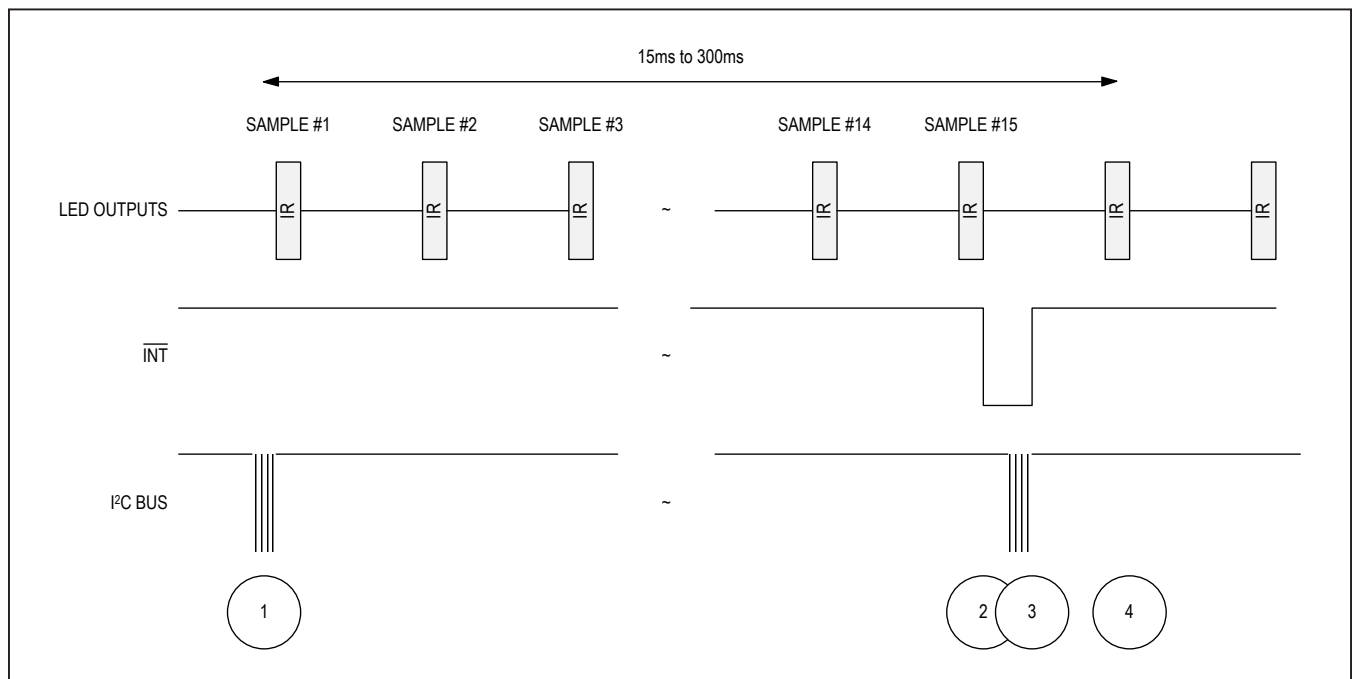 15ms to 300ms
SAMPLE #1 SAMPLE #2 SAMPLE #3 SAMPLE #14 SAMPLE #15
LED OUTPUTS IR IR IR ~ IR IR IR IR
INT ~
I²C BUS ~
1 2 3 4